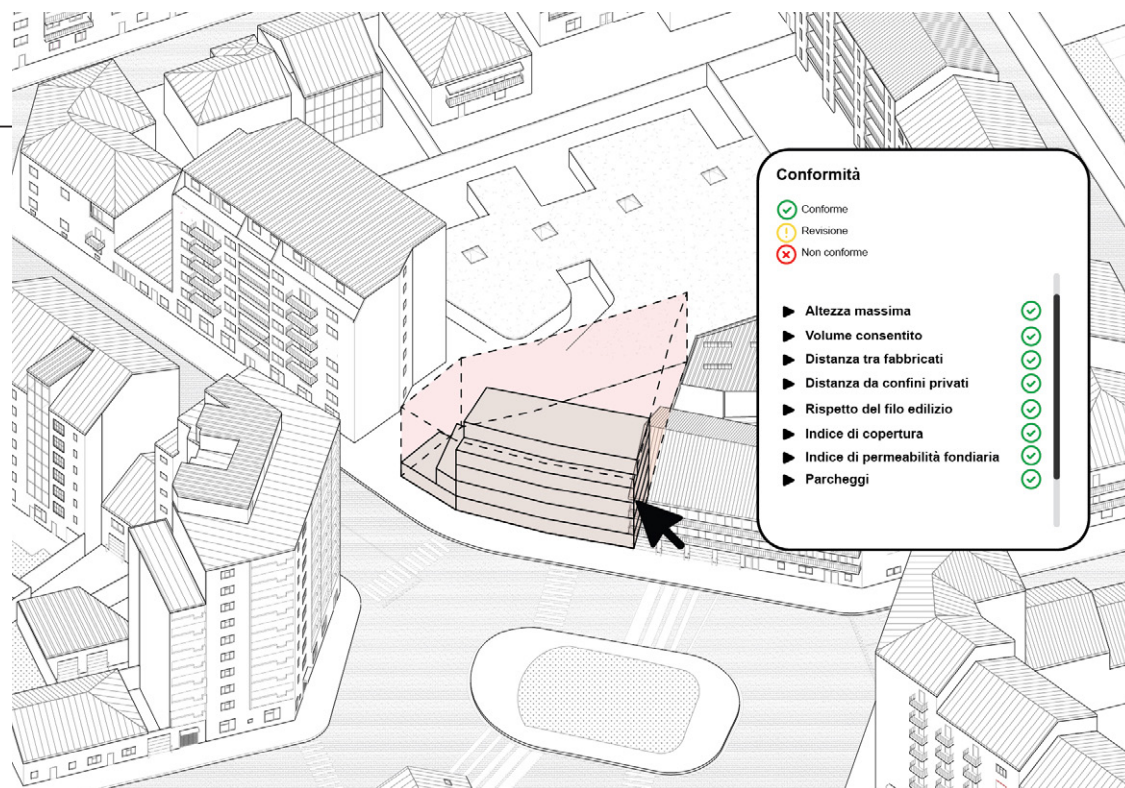 Conformità
Conforme
Revisione
Non conforme
Altezza massima
Volume consentito
Distanza tra fabbricati
Distanza da confini privati
Rispetto del filo edilizio
Indice di copertura
Indice di permeabilità fondiaria
Parcheggi